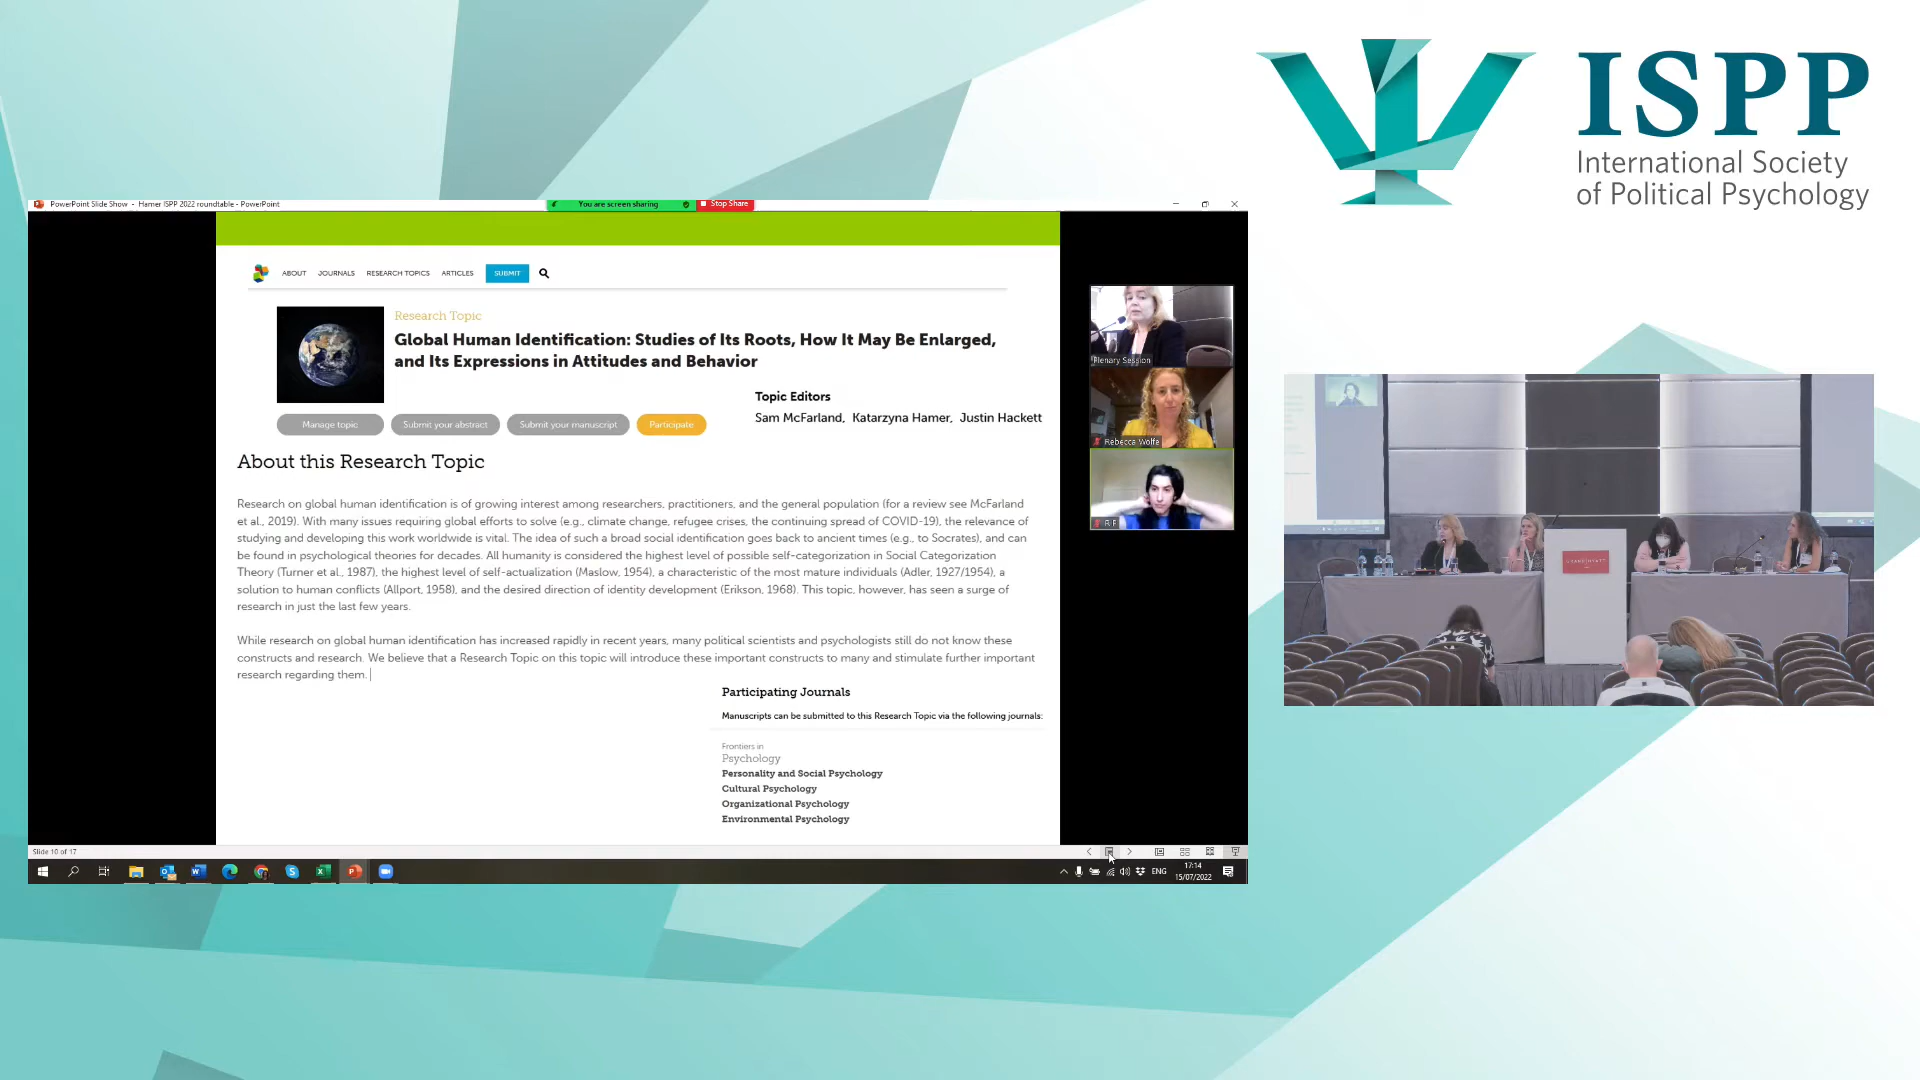 ISPP
International Society
of Political Psychology
PowerPoint Slide Show - Hamer ISPP 2022 roundtable - PowerPoint
You are screen sharing
Stop Share
ABOUT
JOURNALS
RESEARCH TOPICS
ARTICLES
SUBMIT
Research Topic
Global Human Identification: Studies of Its Roots, How It May Be Enlarged,
and Its Expressions in Attitudes and Behavior
Topic Editors
Sam McFarland, Katarzyna Hamer, Justin Hackett
Manage topic
Submit your abstract
Submit your manuscript
Participate
About this Research Topic
Research on global human identification is of growing interest among researchers, practitioners, and the general population (for a review see McFarland
et al., 2019). With many issues requiring global efforts to solve (e.g., climate change, refugee crises, the continuing spread of COVID-19), the relevance of
studying and developing this work worldwide is vital. The idea of such a broad social identification goes back to ancient times (e.g., to Socrates), and can
be found in psychological theories for decades. All humanity is considered the highest level of possible self-categorization in Social Categorization
Theory (Turner et al., 1987), the highest level of self-actualization (Maslow, 1954), a characteristic of the most mature individuals (Adler, 1927/1954), a
solution to human conflicts (Allport, 1958), and the desired direction of identity development (Erikson, 1968). This topic, however, has seen a surge of
research in just the last few years.
While research on global human identification has increased rapidly in recent years, many political scientists and psychologists still do not know these
constructs and research. We believe that a Research Topic on this topic will introduce these important constructs to many and stimulate further important
research regarding them.
Participating Journals
Manuscripts can be submitted to this Research Topic via the following journals:
Frontiers in
Psychology
Personality and Social Psychology
Cultural Psychology
Organizational Psychology
Environmental Psychology
Plenary Session
Rebecca Wolfe
R F
GRAND HYATT
Slide 10 of 17
ENG
17:14
15/07/2022